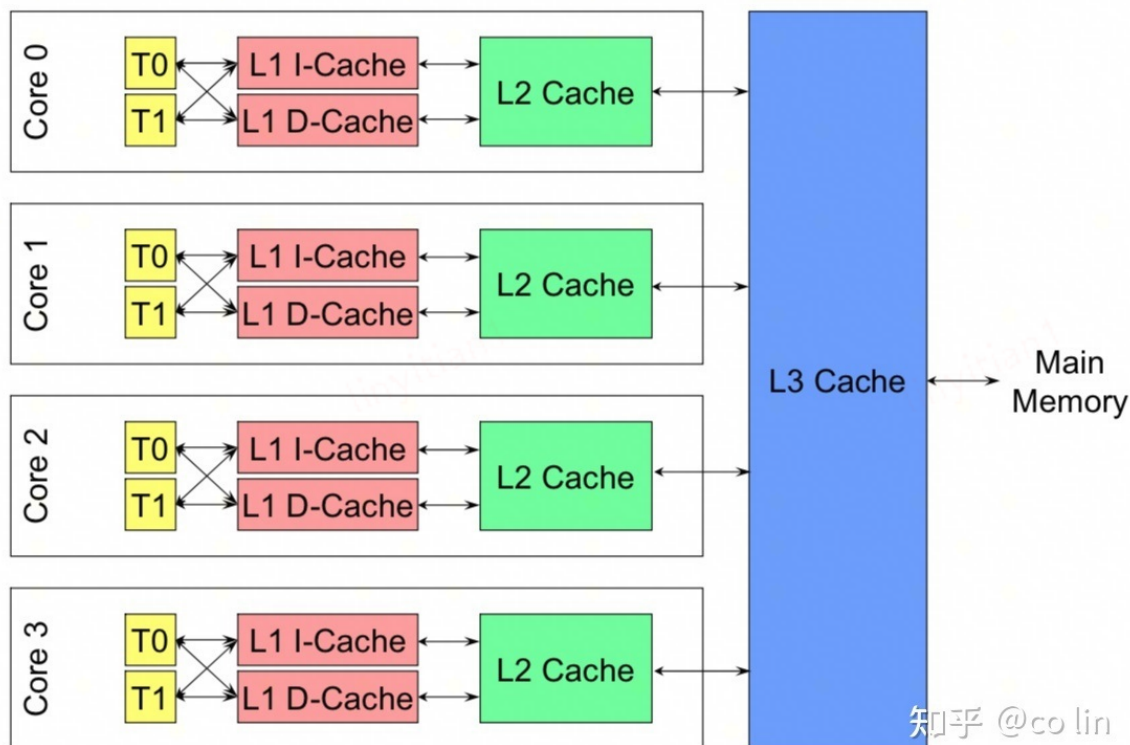 Core 0
T0
L1 I-Cache
T1
L1 D-Cache
L2 Cache
Core 1
T0
L1 I-Cache
T1
L1 D-Cache
L2 Cache
Core 2
T0
L1 I-Cache
T1
L1 D-Cache
L2 Cache
Core 3
T0
L1 I-Cache
T1
L1 D-Cache
L2 Cache
L3 Cache
Main
Memory
linyitian1
知乎 @co lin